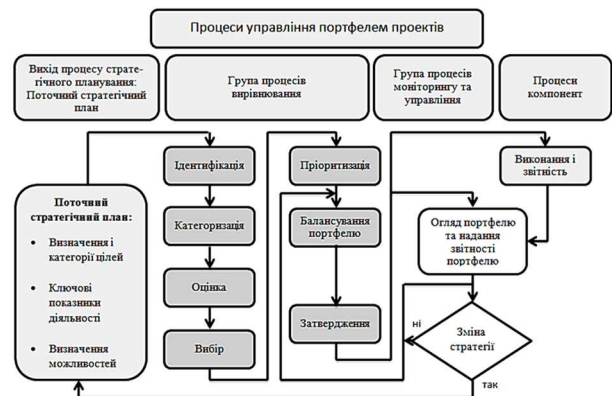 Процеси управління портфелем проектів
Вихід процесу страте-
гічного планування:
Поточний стратегічний
план
Група процесів
вирівнювання
Група процесів
моніторингу та
управління
Процеси
компонент
Ідентифікація
Категоризація
Оцінка
Вибір
Пріоритизація
Балансування
портфелю
Затвердження
Виконання і
звітність
Огляд портфелю
та надання
звітності
портфелю
Зміна
стратегії
ні
так
Поточний
стратегічний план:
• Визначення і
категорії цілей
• Ключові
показники
діяльності
• Визначення
можливостей